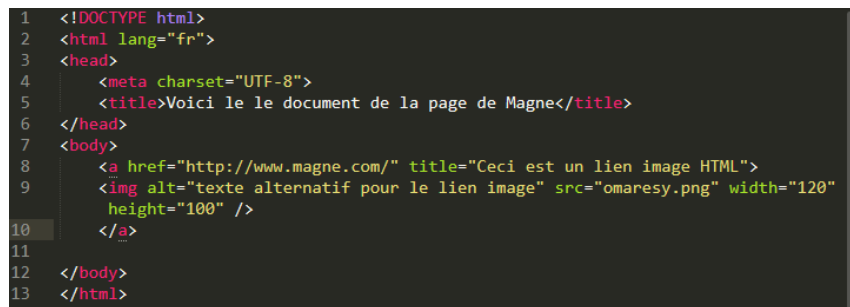 1 <!DOCTYPE html>
2 <html lang="fr">
3 <head>
4 <meta charset="UTF-8">
5 <title>Voici le le document de la page de Magne</title>
6 </head>
7 <body>
8 <a href="http://www.magne.com/" title="Ceci est un lien image HTML">
9 <img alt="texte alternatif pour le lien image" src="omaresy.png" width="120"
height="100" />
10 </a>
11
12 </body>
13 </html>